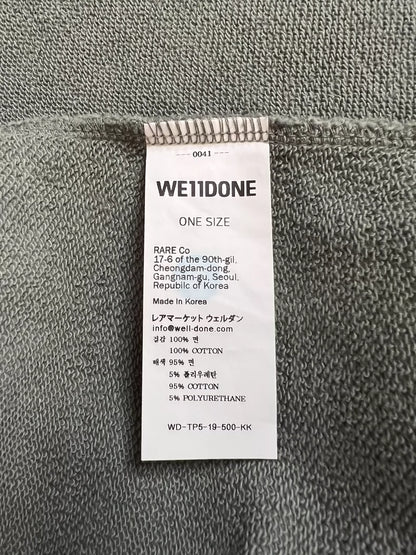 --- 0041 ---
WE11DONE
ONE SIZE
RARE Co
17-6 of the 90th-gil,
Cheongdam-dong,
Gangnam-gu, Seoul,
Republic of Korea
Made In Korea
レアマーケット ウェルダン
info@well-done.com
겉감 100% 면
100% COTTON
배색 95% 면
5% 폴리우레탄
95% COTTON
5% POLYURETHANE
WD-TP5-19-500-KK